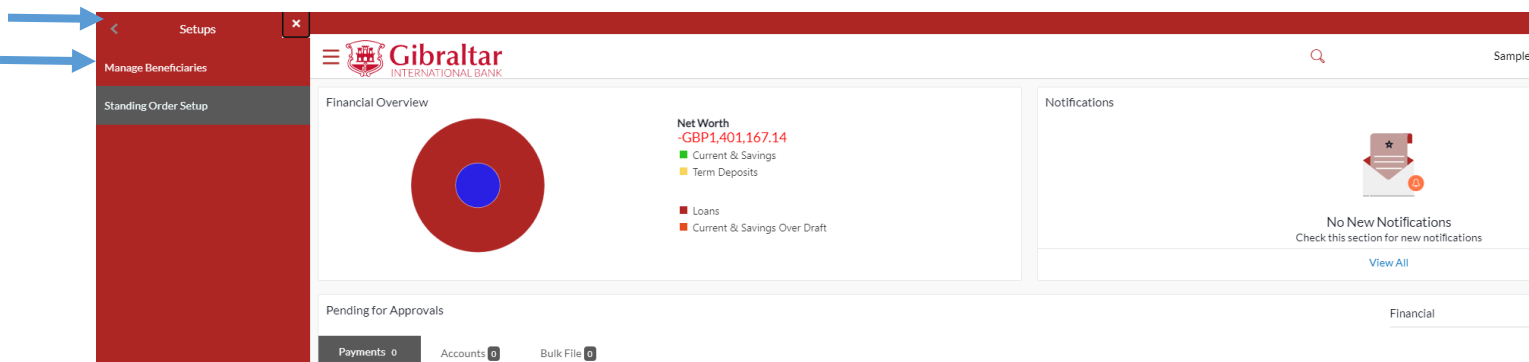 Setups
Manage Beneficiaries
Standing Order Setup
Gibraltar
INTERNATIONAL BANK
Sample
Financial Overview
Net Worth
-GBP1,401,167.14
Current & Savings
Term Deposits
Loans
Current & Savings Over Draft
Notifications
No New Notifications
Check this section for new notifications
View All
Pending for Approvals
Financial
Payments 0 Accounts 0 Bulk File 0